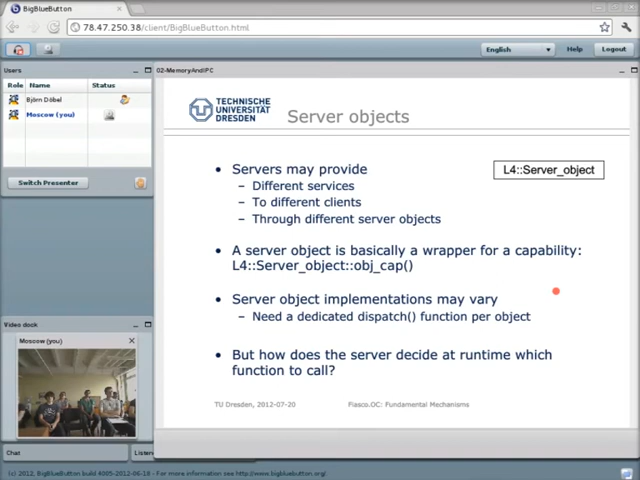 BigBlueButton
78.47.250.38/client/BigBlueButton.html
English
Help
Logout
Users
02-MemoryAndIPC
Role Name Status
Björn Döbel
Moscow (you)
Switch Presenter
TECHNISCHE
UNIVERSITÄT
DRESDEN
Server objects
L4::Server_object
• Servers may provide
– Different services
– To different clients
– Through different server objects
• A server object is basically a wrapper for a capability:
L4::Server_object::obj_cap()
• Server object implementations may vary
– Need a dedicated dispatch() function per object
• But how does the server decide at runtime which
function to call?
TU Dresden, 2012-07-20
Fiasco.OC: Fundamental Mechanisms
Video dock
Moscow (you)
Chat
Listen
(c) 2012, BigBlueButton build 4005-2012-06-18 - For more information see http://www.bigbluebutton.org/.